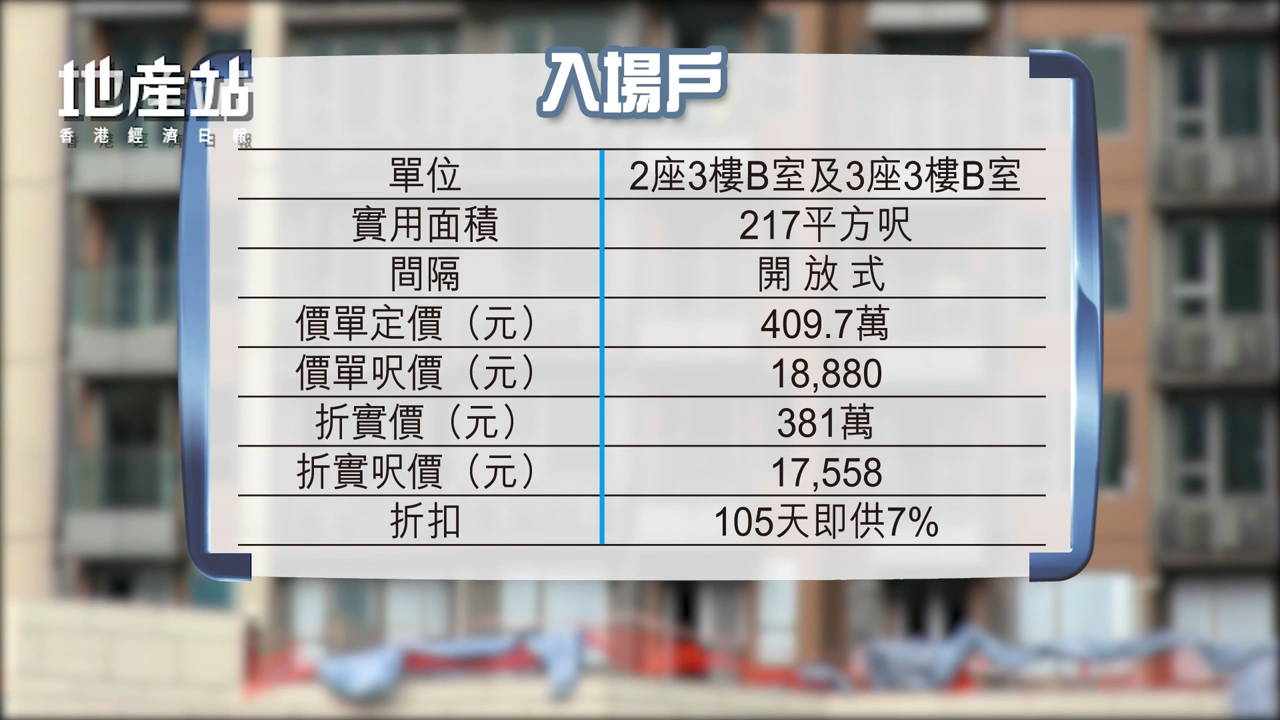 地產站
香港經濟日報
入場戶
單位 2座3樓B室及3座3樓B室
實用面積 217平方呎
間隔 開放式
價單定價（元） 409.7萬
價單呎價（元） 18,880
折實價（元） 381萬
折實呎價（元） 17,558
折扣 105天即供7%